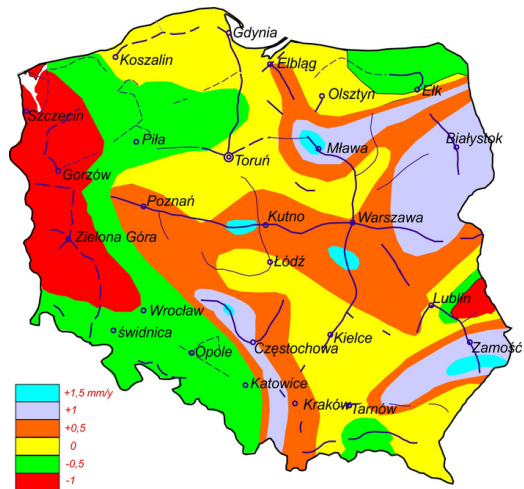 Gdynia
Koszalin
Elbląg
Olsztyn
Ełk
Szczecin
Piła
Mława
Białystok
Toruń
Gorzów
Poznań
Kutno
Warszawa
Zielona Góra
Łódź
Lublin
Wrocław
świdnica
Kielce
Zamość
Opole
Częstochowa
Katowice
Kraków
Tarnów
+1,5 mm/y
+1
+0,5
0
-0,5
-1